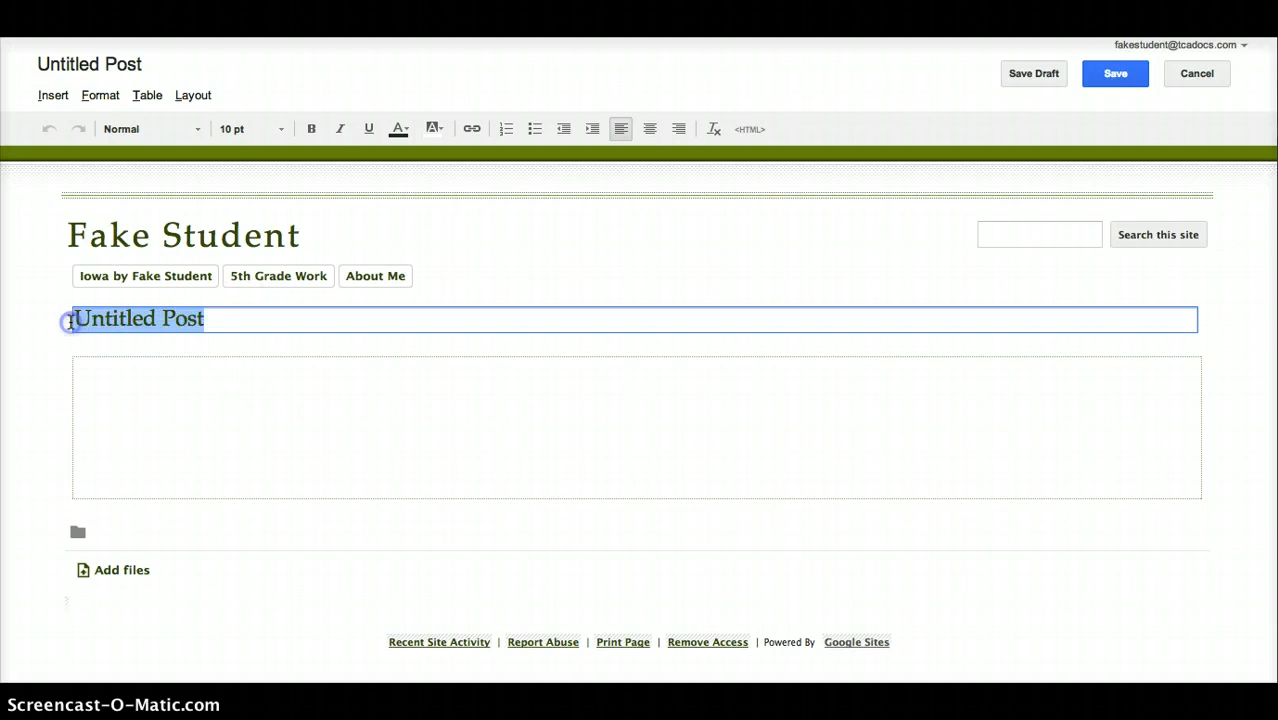 fakestudent@tcadocs.com
Untitled Post
Save Draft Save Cancel
Insert Format Table Layout
Normal 10 pt B I U A A <HTML>
Fake Student
Search this site
Iowa by Fake Student 5th Grade Work About Me
Untitled Post
Add files
Recent Site Activity | Report Abuse | Print Page | Remove Access | Powered By Google Sites
Screencast-O-Matic.com